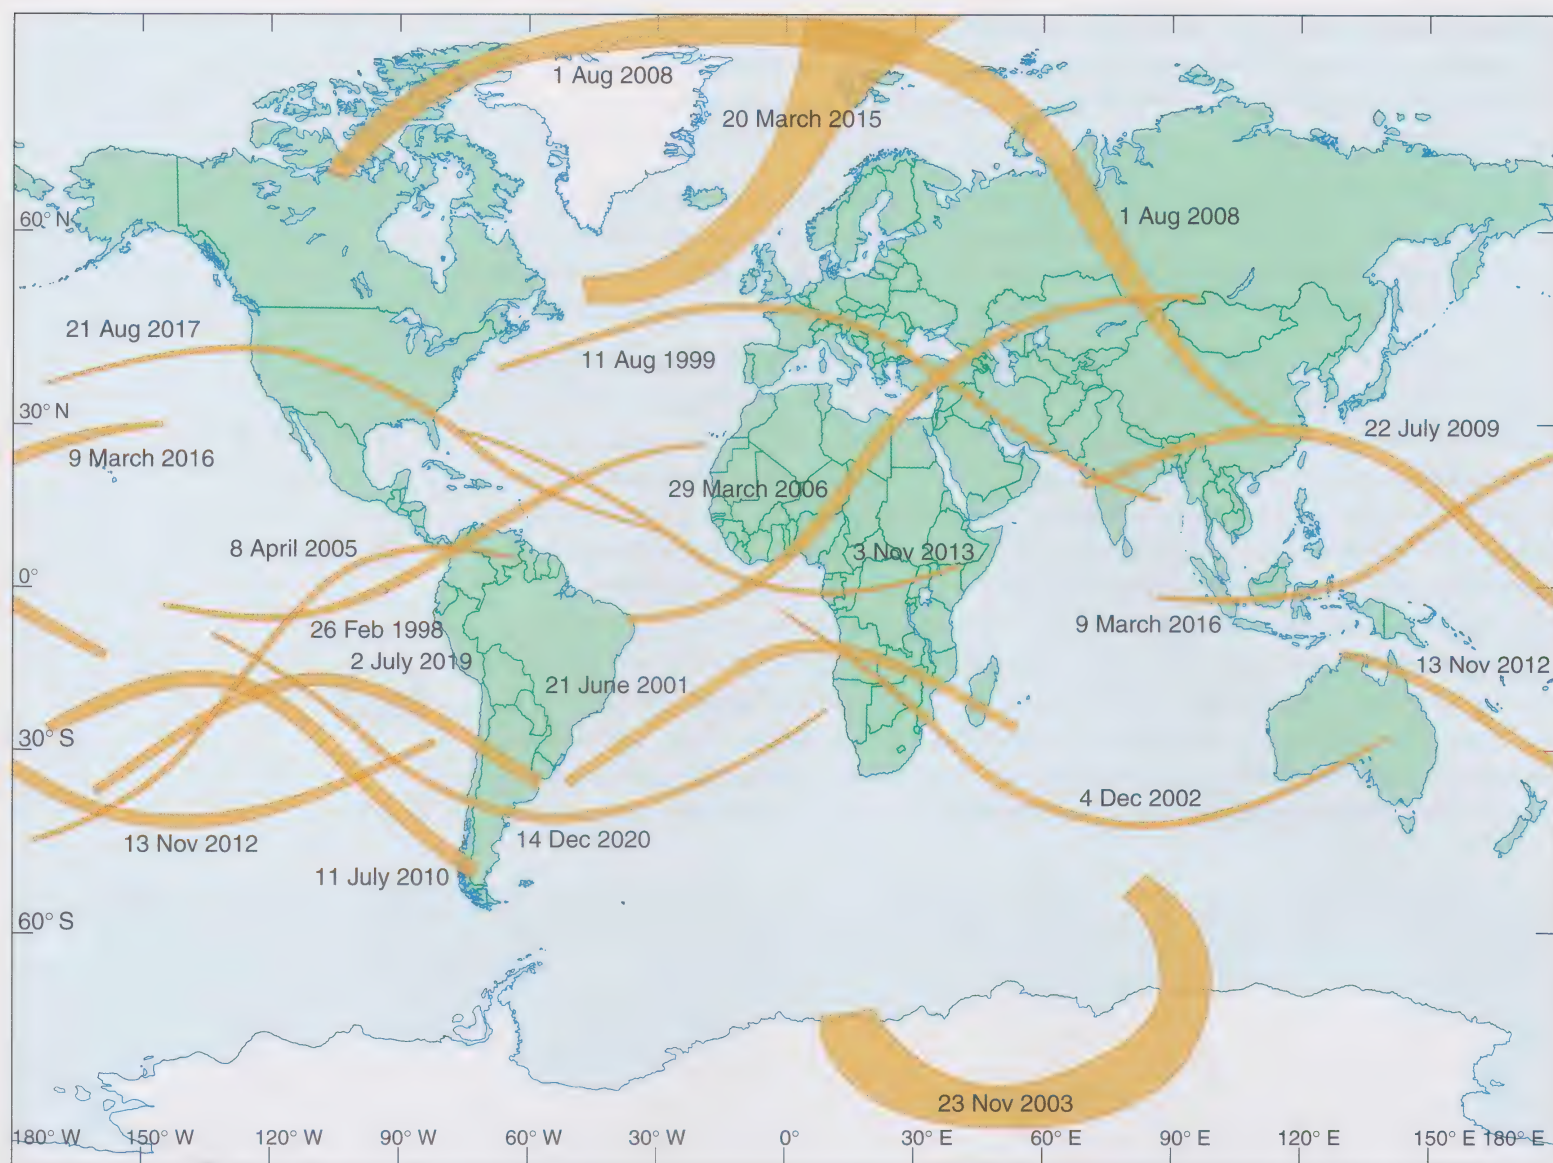 1 Aug 2008
20 March 2015
60° N
1 Aug 2008
21 Aug 2017
11 Aug 1999
30° N
22 July 2009
9 March 2016
29 March 2006
8 April 2005
3 Nov 2013
0°
26 Feb 1998
9 March 2016
2 July 2019
13 Nov 2012
21 June 2001
30° S
4 Dec 2002
13 Nov 2012
14 Dec 2020
11 July 2010
60° S
23 Nov 2003
180° W 150° W 120° W 90° W 60° W 30° W 0° 30° E 60° E 90° E 120° E 150° E 180° E